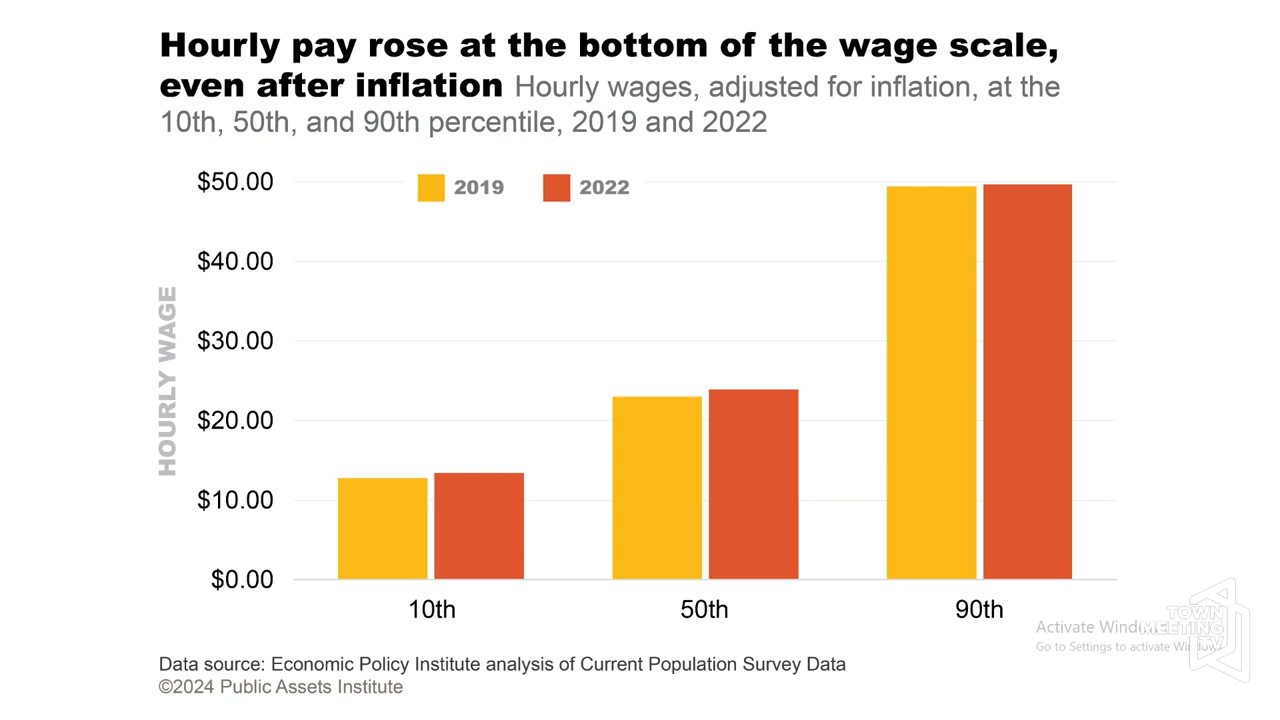 Hourly pay rose at the bottom of the wage scale,
even after inflation Hourly wages, adjusted for inflation, at the
10th, 50th, and 90th percentile, 2019 and 2022
2019 2022
$50.00
$40.00
$30.00
$20.00
$10.00
$0.00
HOURLY WAGE
10th 50th 90th
Data source: Economic Policy Institute analysis of Current Population Survey Data
©2024 Public Assets Institute
Activate Windows
Go to Settings to activate Windows
TOWN
MEETING
TV